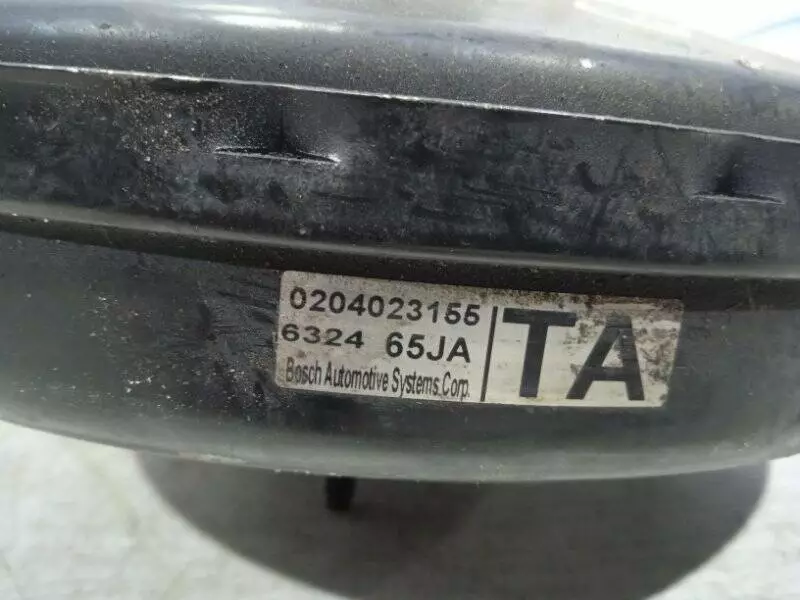 0204023155
6324 65JA
Bosch Automotive Systems Corp.
TA